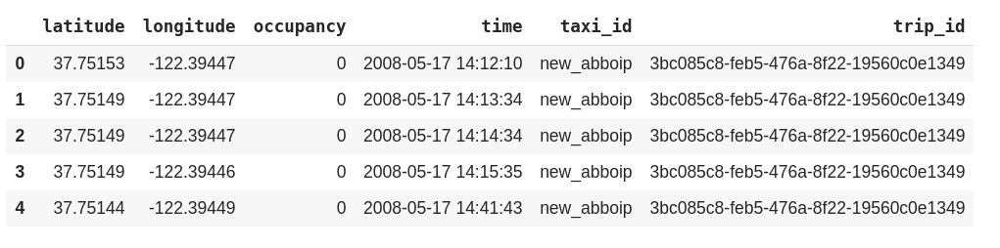 latitude longitude occupancy time taxi_id trip_id
0 37.75153 -122.39447 0 2008-05-17 14:12:10 new_abboip 3bc085c8-feb5-476a-8f22-19560c0e1349
1 37.75149 -122.39447 0 2008-05-17 14:13:34 new_abboip 3bc085c8-feb5-476a-8f22-19560c0e1349
2 37.75149 -122.39447 0 2008-05-17 14:14:34 new_abboip 3bc085c8-feb5-476a-8f22-19560c0e1349
3 37.75149 -122.39446 0 2008-05-17 14:15:35 new_abboip 3bc085c8-feb5-476a-8f22-19560c0e1349
4 37.75144 -122.39449 0 2008-05-17 14:41:43 new_abboip 3bc085c8-feb5-476a-8f22-19560c0e1349